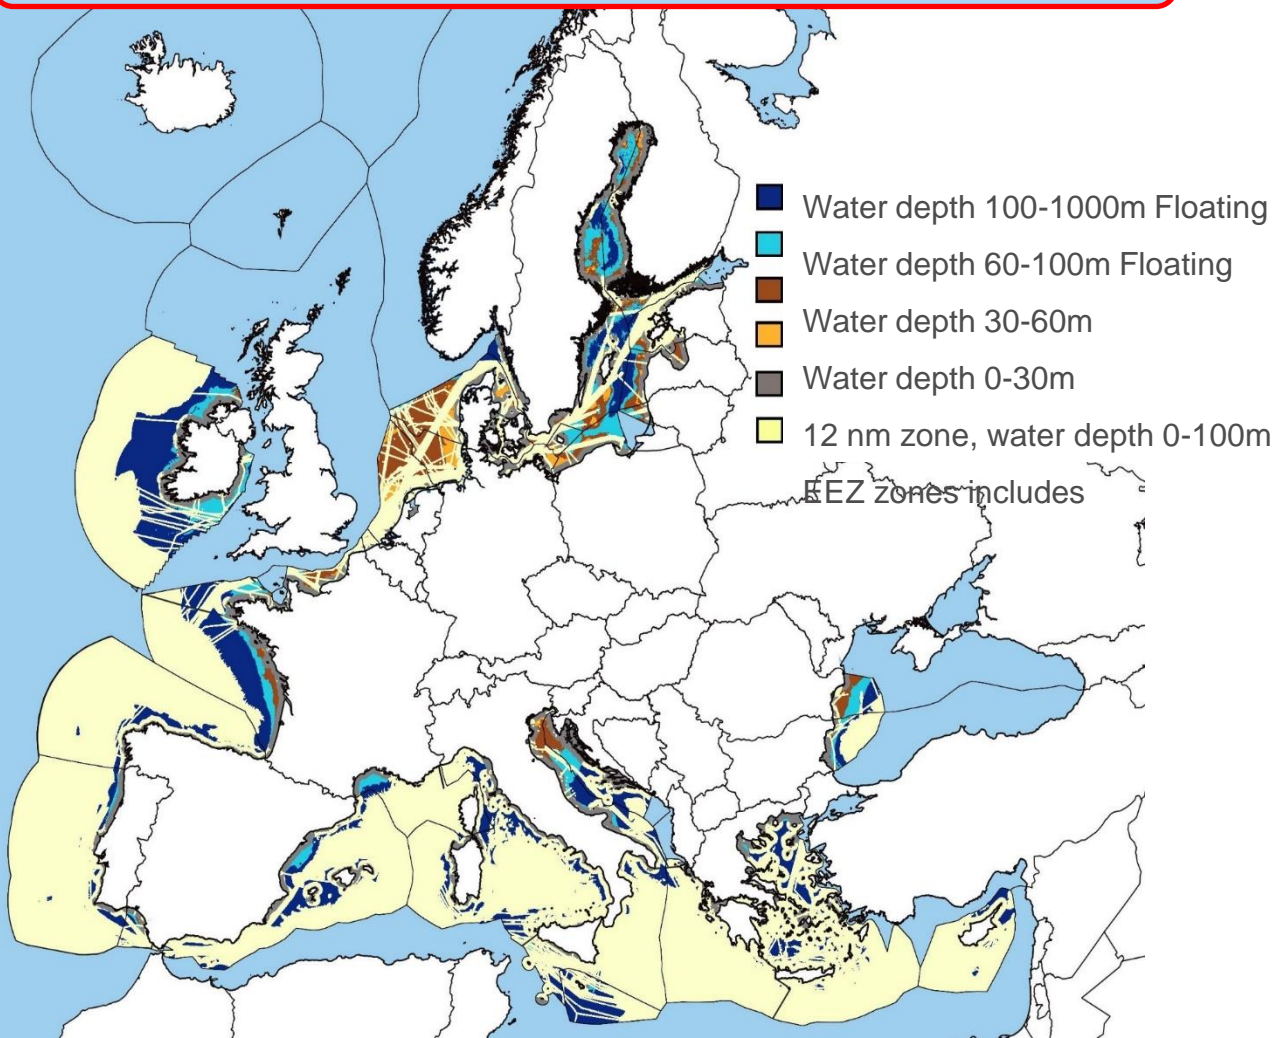 Water depth 100-1000m Floating
Water depth 60-100m Floating
Water depth 30-60m
Water depth 0-30m
12 nm zone, water depth 0-100m
EEZ zones includes